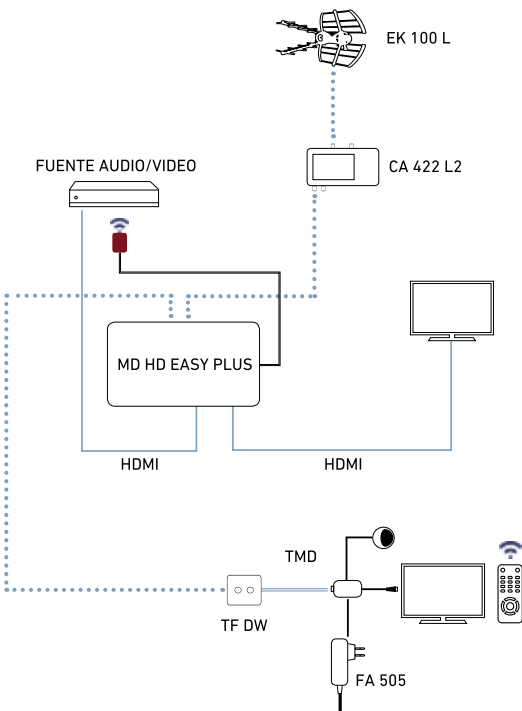 EK 100 L
CA 422 L2
FUENTE AUDIO/VIDEO
MD HD EASY PLUS
HDMI
HDMI
TMD
TF DW
FA 505